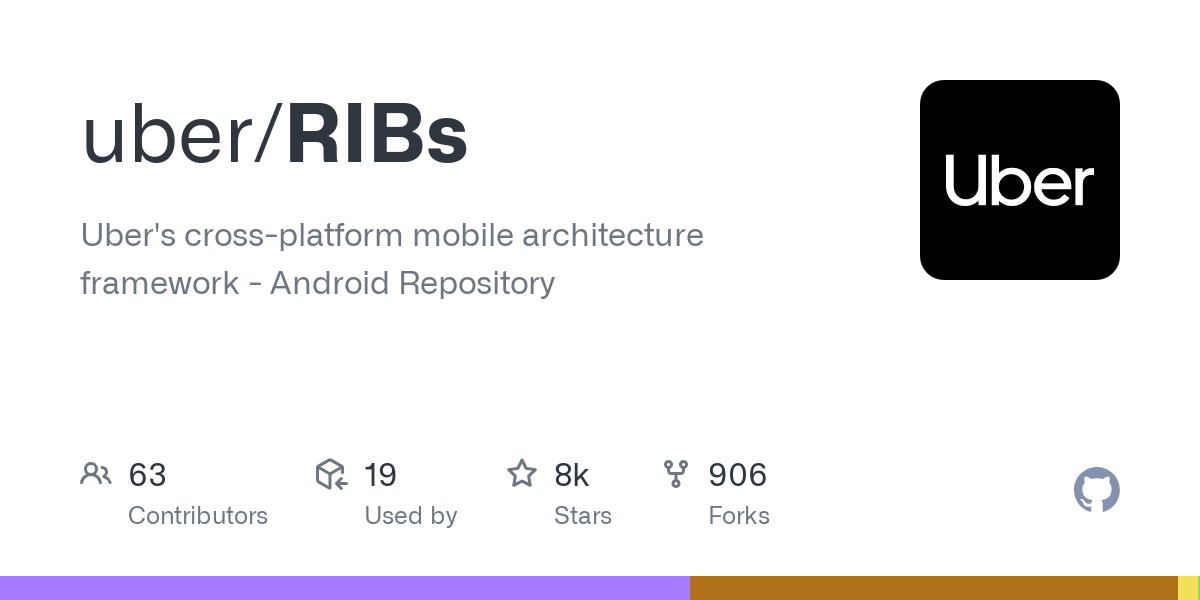 uber/RIBs
Uber
Uber's cross-platform mobile architecture
framework - Android Repository
63
Contributors
19
Used by
8k
Stars
906
Forks